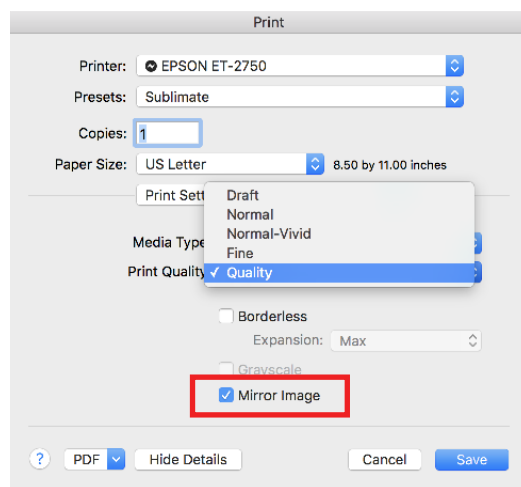 Print
Printer: EPSON ET-2750
Presets: Sublimate
Copies: 1
Paper Size: US Letter 8.50 by 11.00 inches
Print Sett
Draft
Normal
Normal-Vivid
Fine
Media Type
Print Quality ✓ Quality
Borderless
Expansion: Max
Grayscale
Mirror Image
? PDF Hide Details Cancel Save